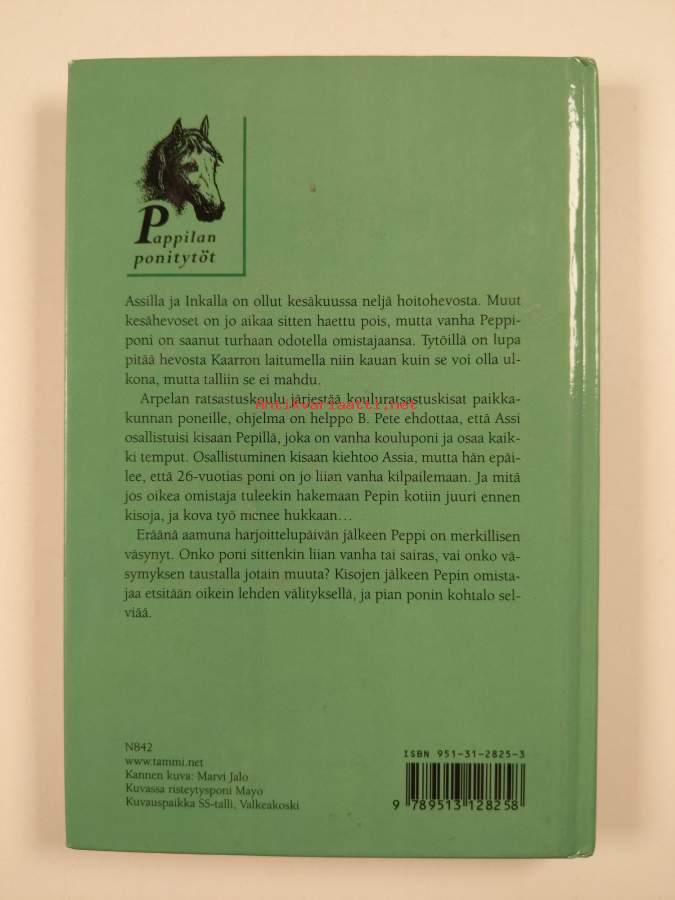 Pappilan
ponitytöt
Assilla ja Inkalla on ollut kesäkuussa neljä hoitohevosta. Muut
kesähevoset on jo aikaa sitten haettu pois, mutta vanha Peppi-
poni on saanut turhaan odotella omistajaansa. Tytöillä on lupa
pitää hevosta Kaarron laitumella niin kauan kuin se voi olla ul-
kona, mutta talliin se ei mahdu.
Arpelan ratsastuskoulu järjestää kouluratsastuskisat paikka-
Antikvariaatti.net
kunnan poneille, ohjelma on helppo B. Pete ehdottaa, että Assi
osallistuisi kisaan Pepillä, joka on vanha kouluponi ja osaa kaik-
ki temput. Osallistuminen kisaan kiehtoo Assia, mutta hän epäi-
lee, että 26-vuotias poni on jo liian vanha kilpailemaan. Ja mitä
jos oikea omistaja tuleekin hakemaan Pepin kotiin juuri ennen
kisoja, ja kova työ menee hukkaan...
Eräänä aamuna harjoittelupäivän jälkeen Peppi on merkillisen
väsynyt. Onko poni sittenkin liian vanha tai sairas, vai onko vä-
symyksen taustalla jotain muuta? Kisojen jälkeen Pepin omista-
jaa etsitään oikein lehden välityksellä, ja pian ponin kohtalo sel-
viää.
N842
www.tammi.net
Kannen kuva: Marvi Jalo
Kuvassa risteytysponi Mayo
Kuvauspaikka SS-talli, Valkeakoski
ISBN 951-31-2825-3
9 789513 128258